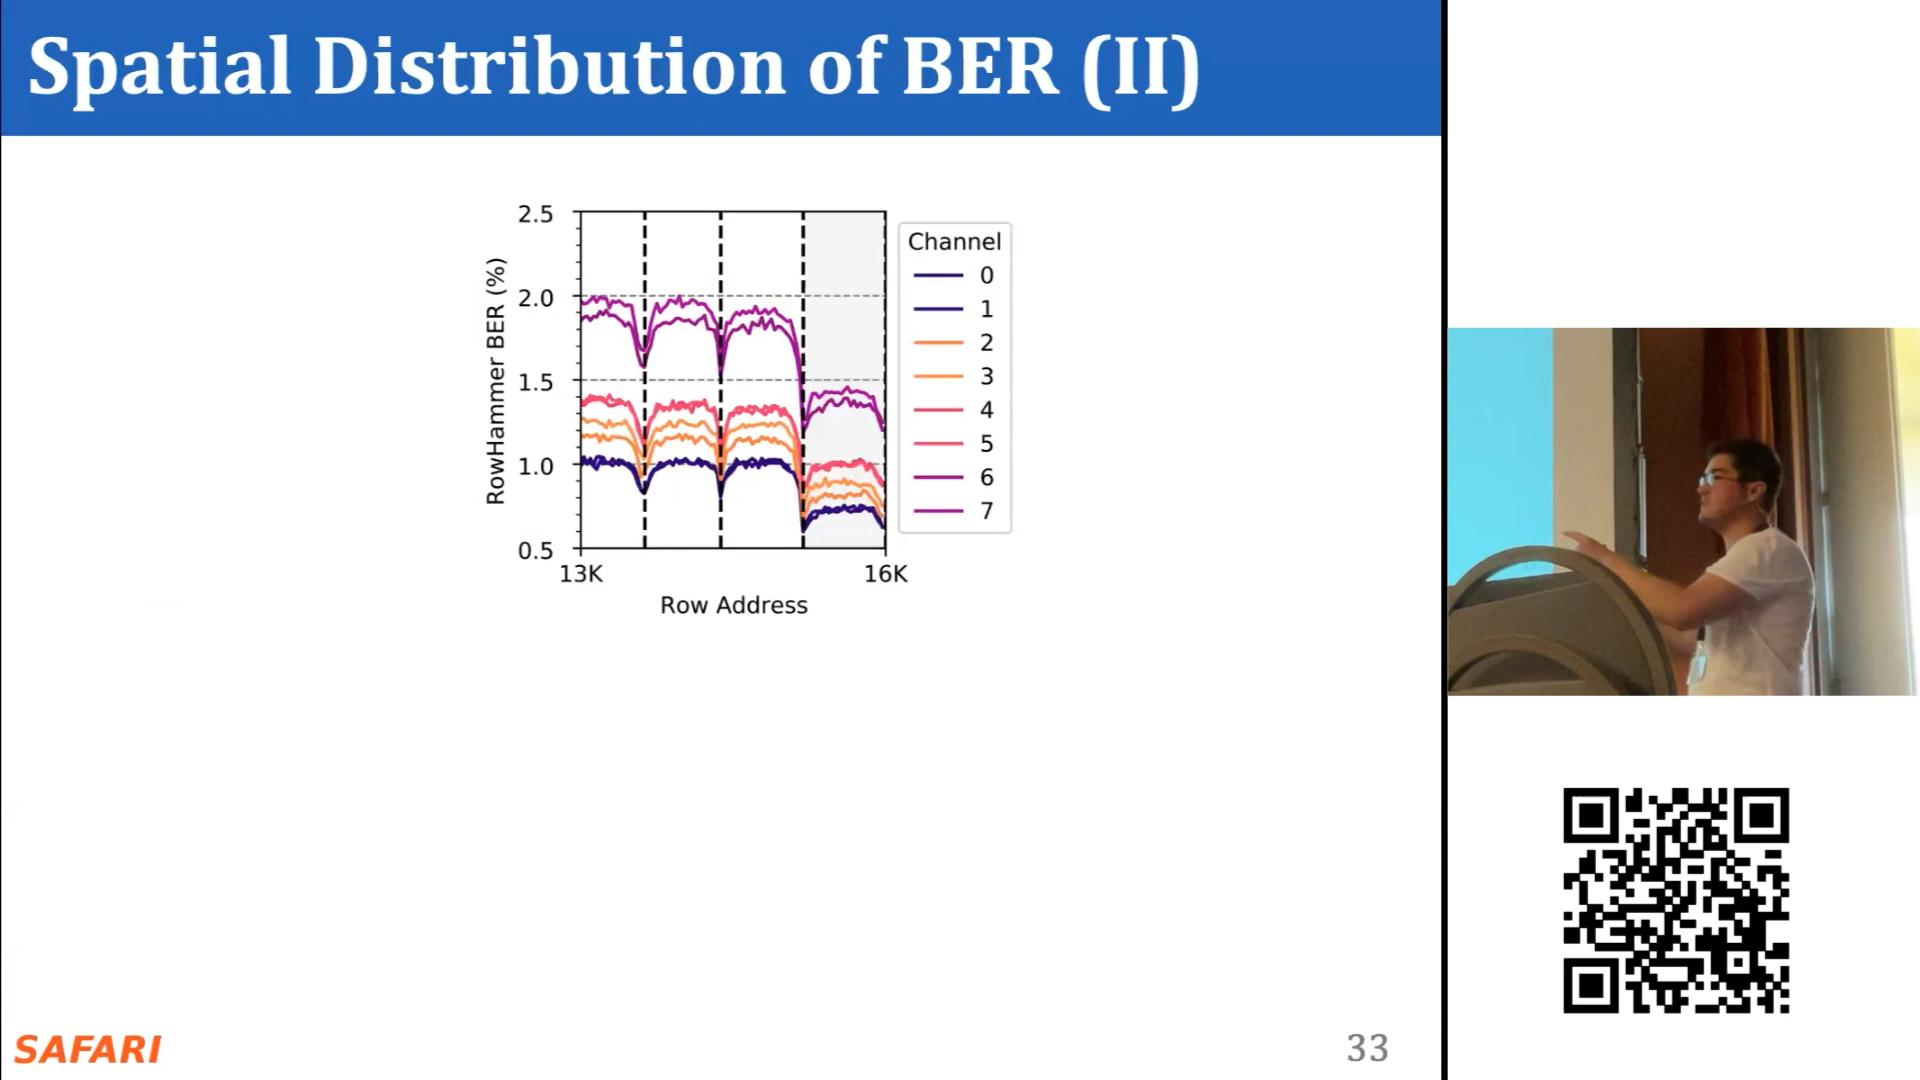 Spatial Distribution of BER (II)
2.5
2.0
1.5
1.0
0.5
RowHammer BER (%)
13K
16K
Row Address
Channel
0
1
2
3
4
5
6
7
SAFARI
33